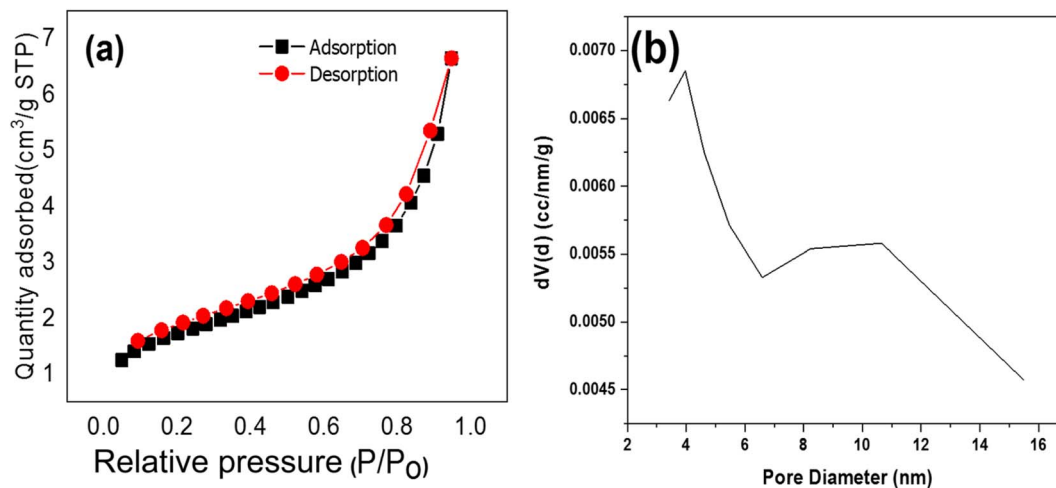 (a)
Adsorption
Desorption
Quantity adsorbed(cm³/g STP)
7
6
5
4
3
2
1
0.0 0.2 0.4 0.6 0.8 1.0
Relative pressure (P/P₀)
(b)
dV(d) (cc/nm/g)
0.0070
0.0065
0.0060
0.0055
0.0050
0.0045
2 4 6 8 10 12 14 16
Pore Diameter (nm)